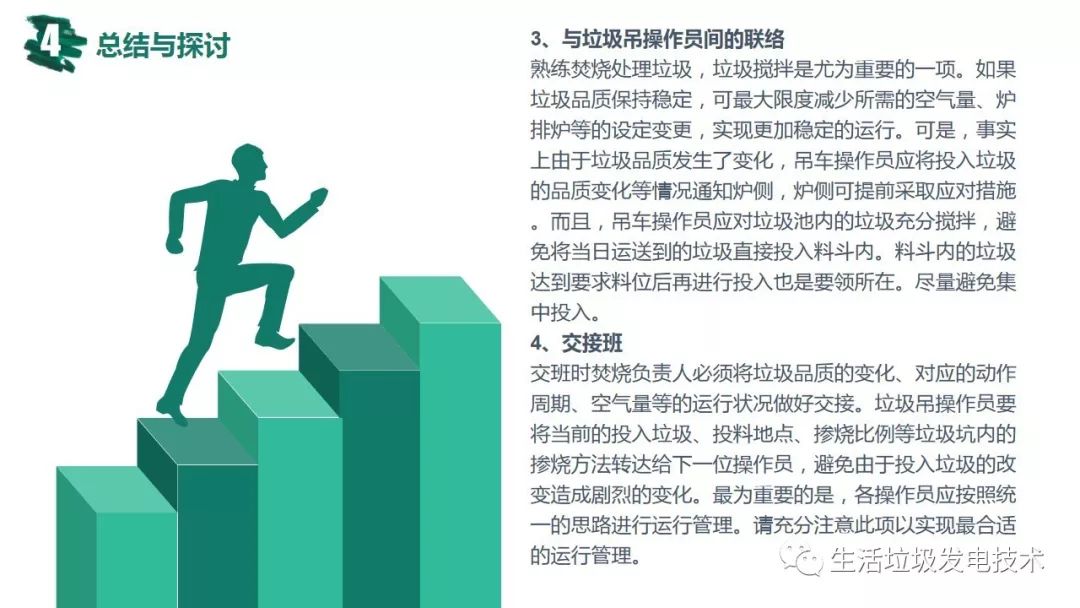 4 总结与探讨
3、与垃圾吊操作员间的联络
熟练焚烧处理垃圾，垃圾搅拌是尤为重要的一项。如果
垃圾品质保持稳定，可最大限度减少所需的空气量、炉
排炉等的设定变更，实现更加稳定的运行。可是，事实
上由于垃圾品质发生了变化，吊车操作员应将投入垃圾
的品质变化等情况通知炉侧，炉侧可提前采取应对措施
。而且，吊车操作员应对垃圾池内的垃圾充分搅拌，避
免将当日运送到的垃圾直接投入料斗内。料斗内的垃圾
达到要求料位后再进行投入也是要领所在。尽量避免集
中投入。
4、交接班
交班时焚烧负责人必须将垃圾品质的变化、对应的动作
周期、空气量等的运行状况做好交接。垃圾吊操作员要
将当前的投入垃圾、投料地点、掺烧比例等垃圾坑内的
掺烧方法转达给下一位操作员，避免由于投入垃圾的改
变造成剧烈的变化。最为重要的是，各操作员应按照统
一的思路进行运行管理。请充分注意此项以实现最合适
的运行管理。
生活垃圾发电技术